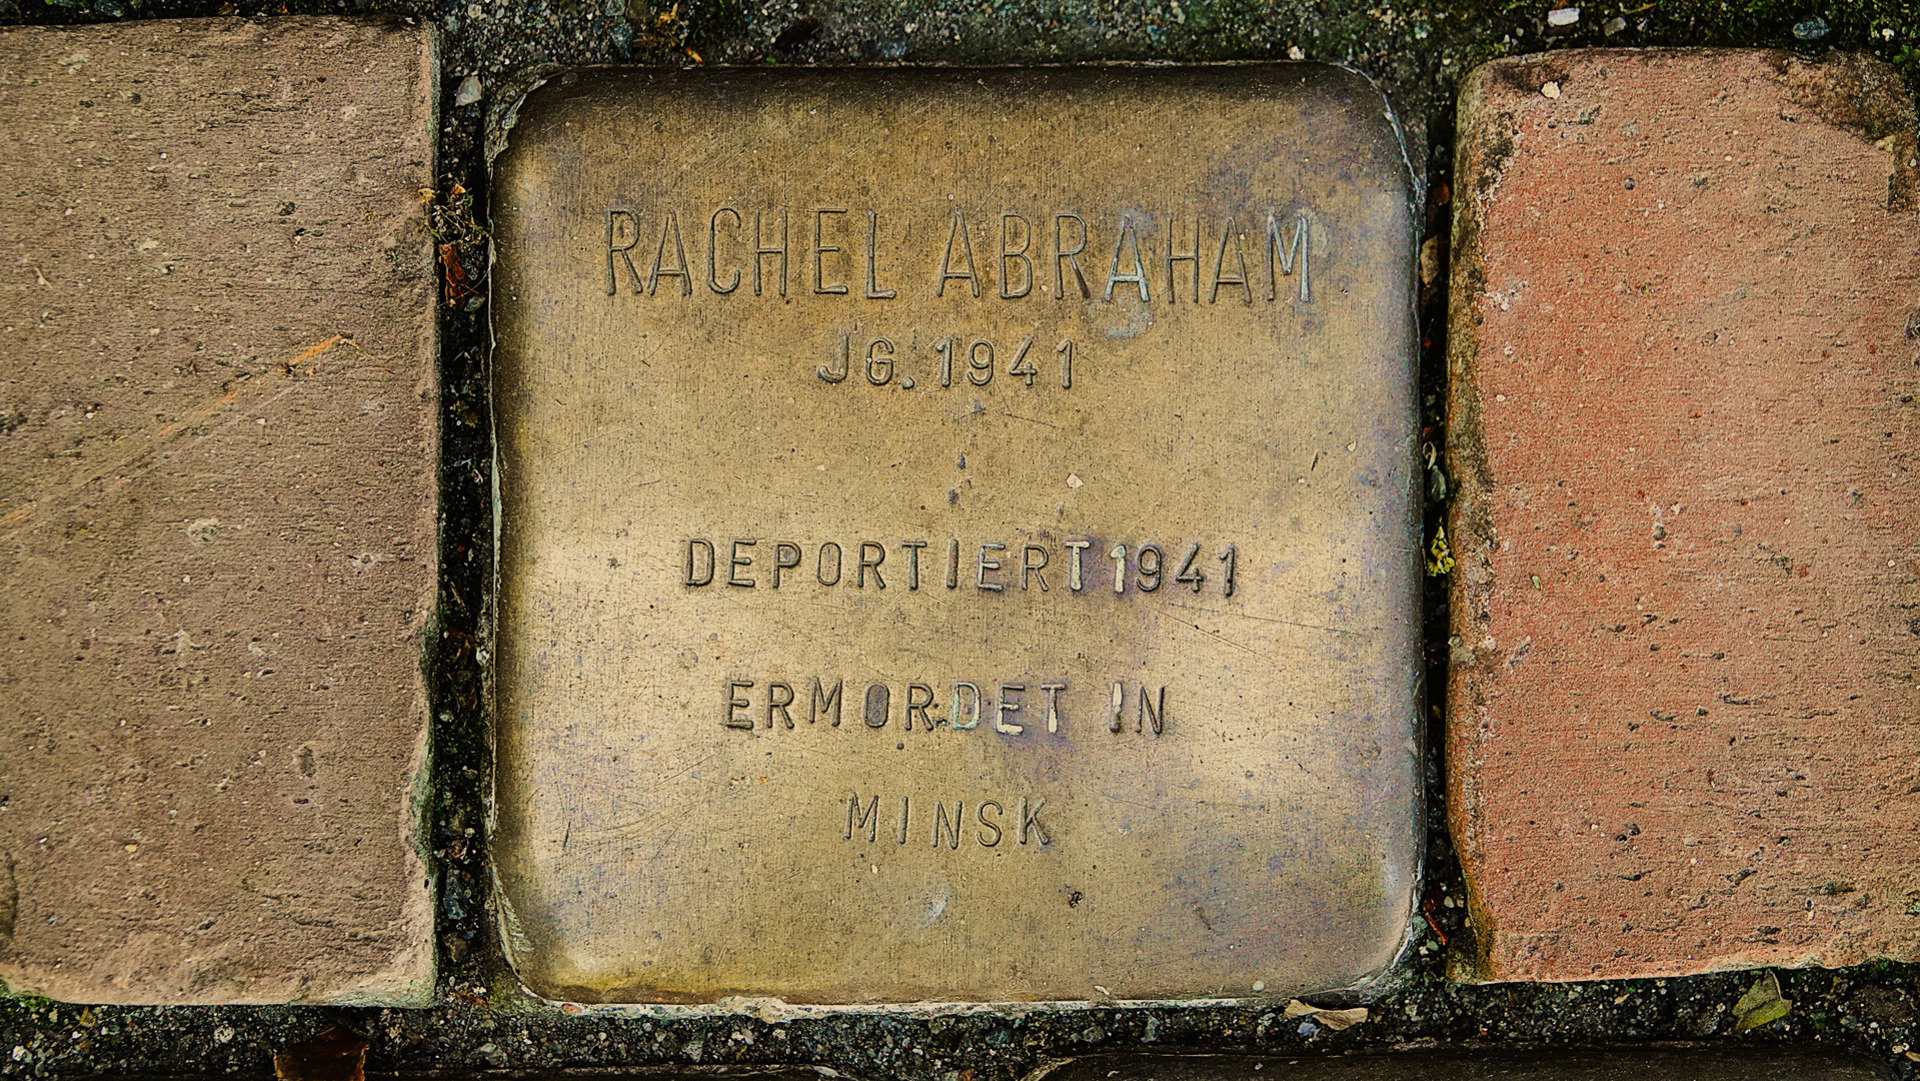 RACHEL ABRAHAM
JG. 1941
DEPORTIERT 1941
ERMORDET IN
MINSK